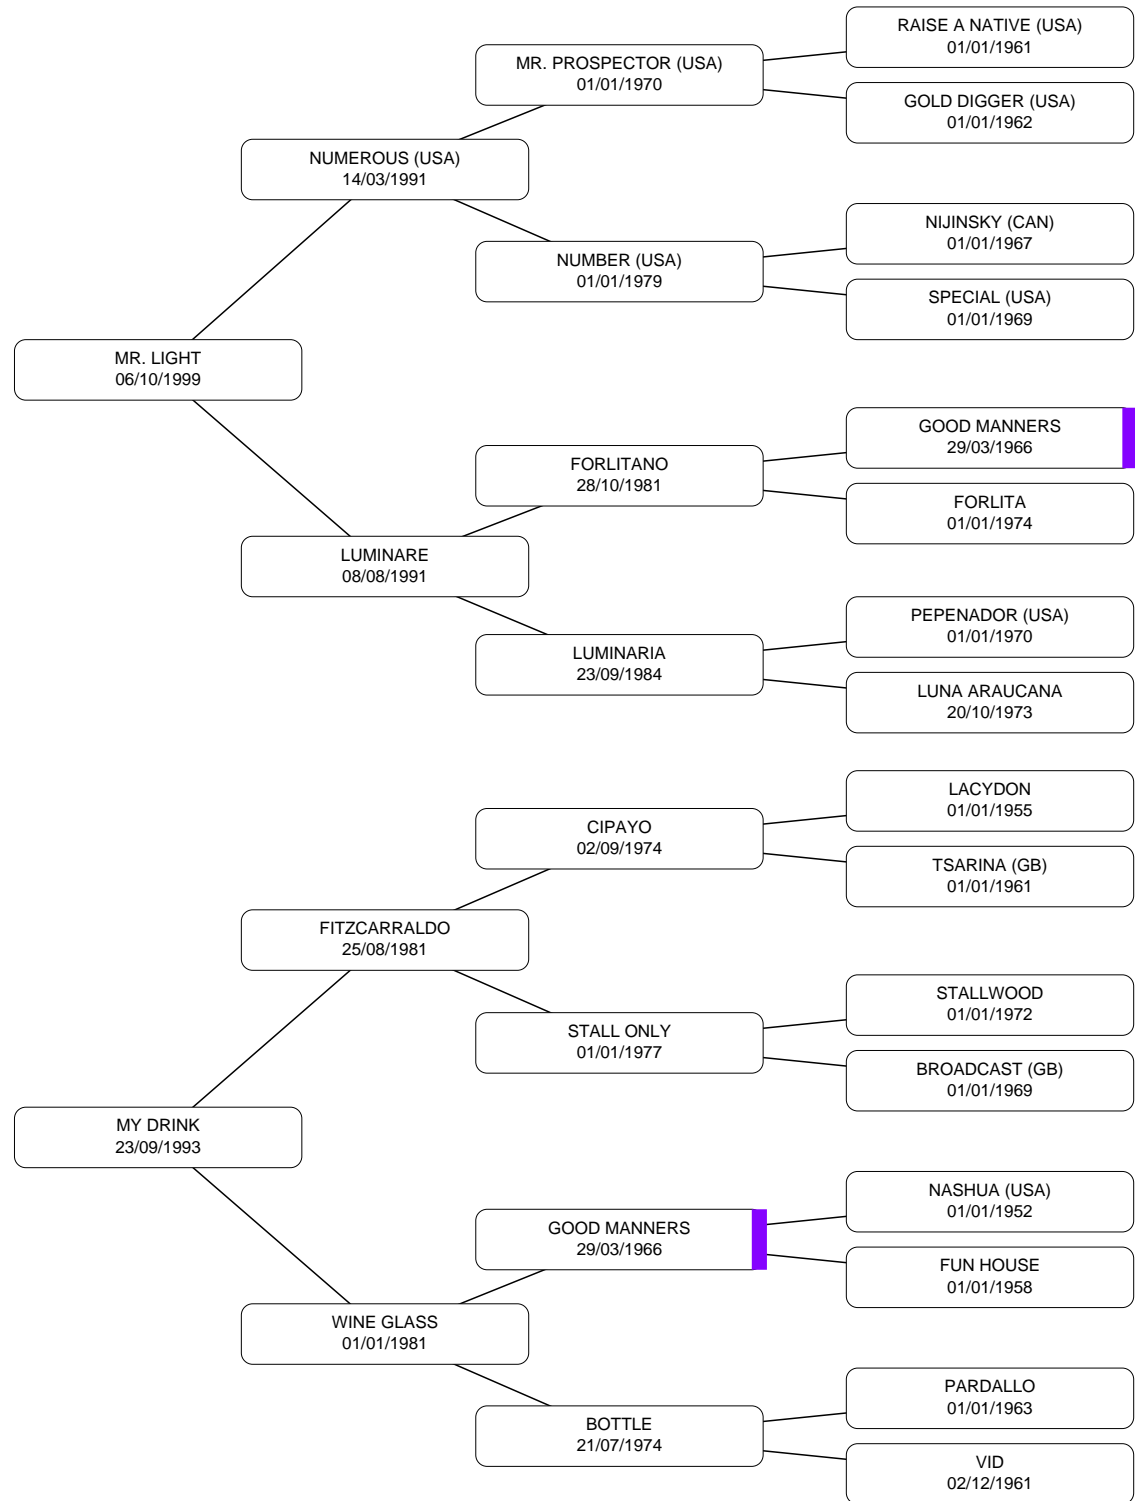 RAISE A NATIVE (USA)
01/01/1961
MR. PROSPECTOR (USA)
01/01/1970
GOLD DIGGER (USA)
01/01/1962
NUMEROUS (USA)
14/03/1991
NIJINSKY (CAN)
01/01/1967
NUMBER (USA)
01/01/1979
SPECIAL (USA)
01/01/1969
MR. LIGHT
06/10/1999
GOOD MANNERS
29/03/1966
FORLITANO
28/10/1981
FORLITA
01/01/1974
LUMINARE
08/08/1991
PEPENADOR (USA)
01/01/1970
LUMINARIA
23/09/1984
LUNA ARAUCANA
20/10/1973
LACYDON
01/01/1955
CIPAYO
02/09/1974
TSARINA (GB)
01/01/1961
FITZCARRALDO
25/08/1981
STALLWOOD
01/01/1972
STALL ONLY
01/01/1977
BROADCAST (GB)
01/01/1969
MY DRINK
23/09/1993
NASHUA (USA)
01/01/1952
GOOD MANNERS
29/03/1966
FUN HOUSE
01/01/1958
WINE GLASS
01/01/1981
PARDALLO
01/01/1963
BOTTLE
21/07/1974
VID
02/12/1961